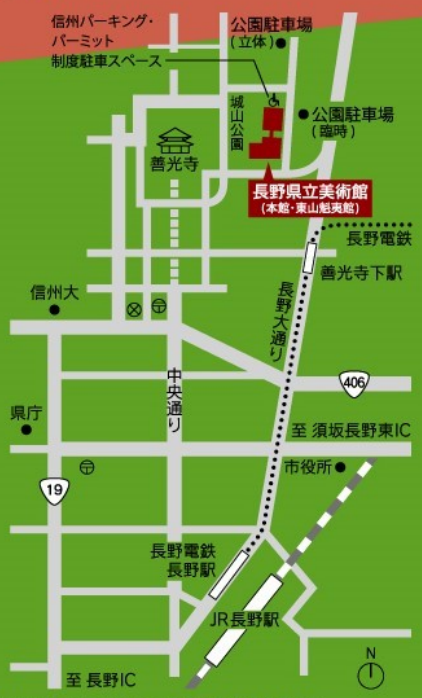 信州パーキング・
パーミット
制度駐車スペース
公園駐車場
(立体)
公園駐車場
(臨時)
城山公園
善光寺
長野県立美術館
(本館・東山魁夷館)
長野電鉄
善光寺下駅
信州大
長野大通り
中央通り
406
県庁
至 須坂長野東IC
市役所
19
長野電鉄
長野駅
JR長野駅
至 長野IC
N